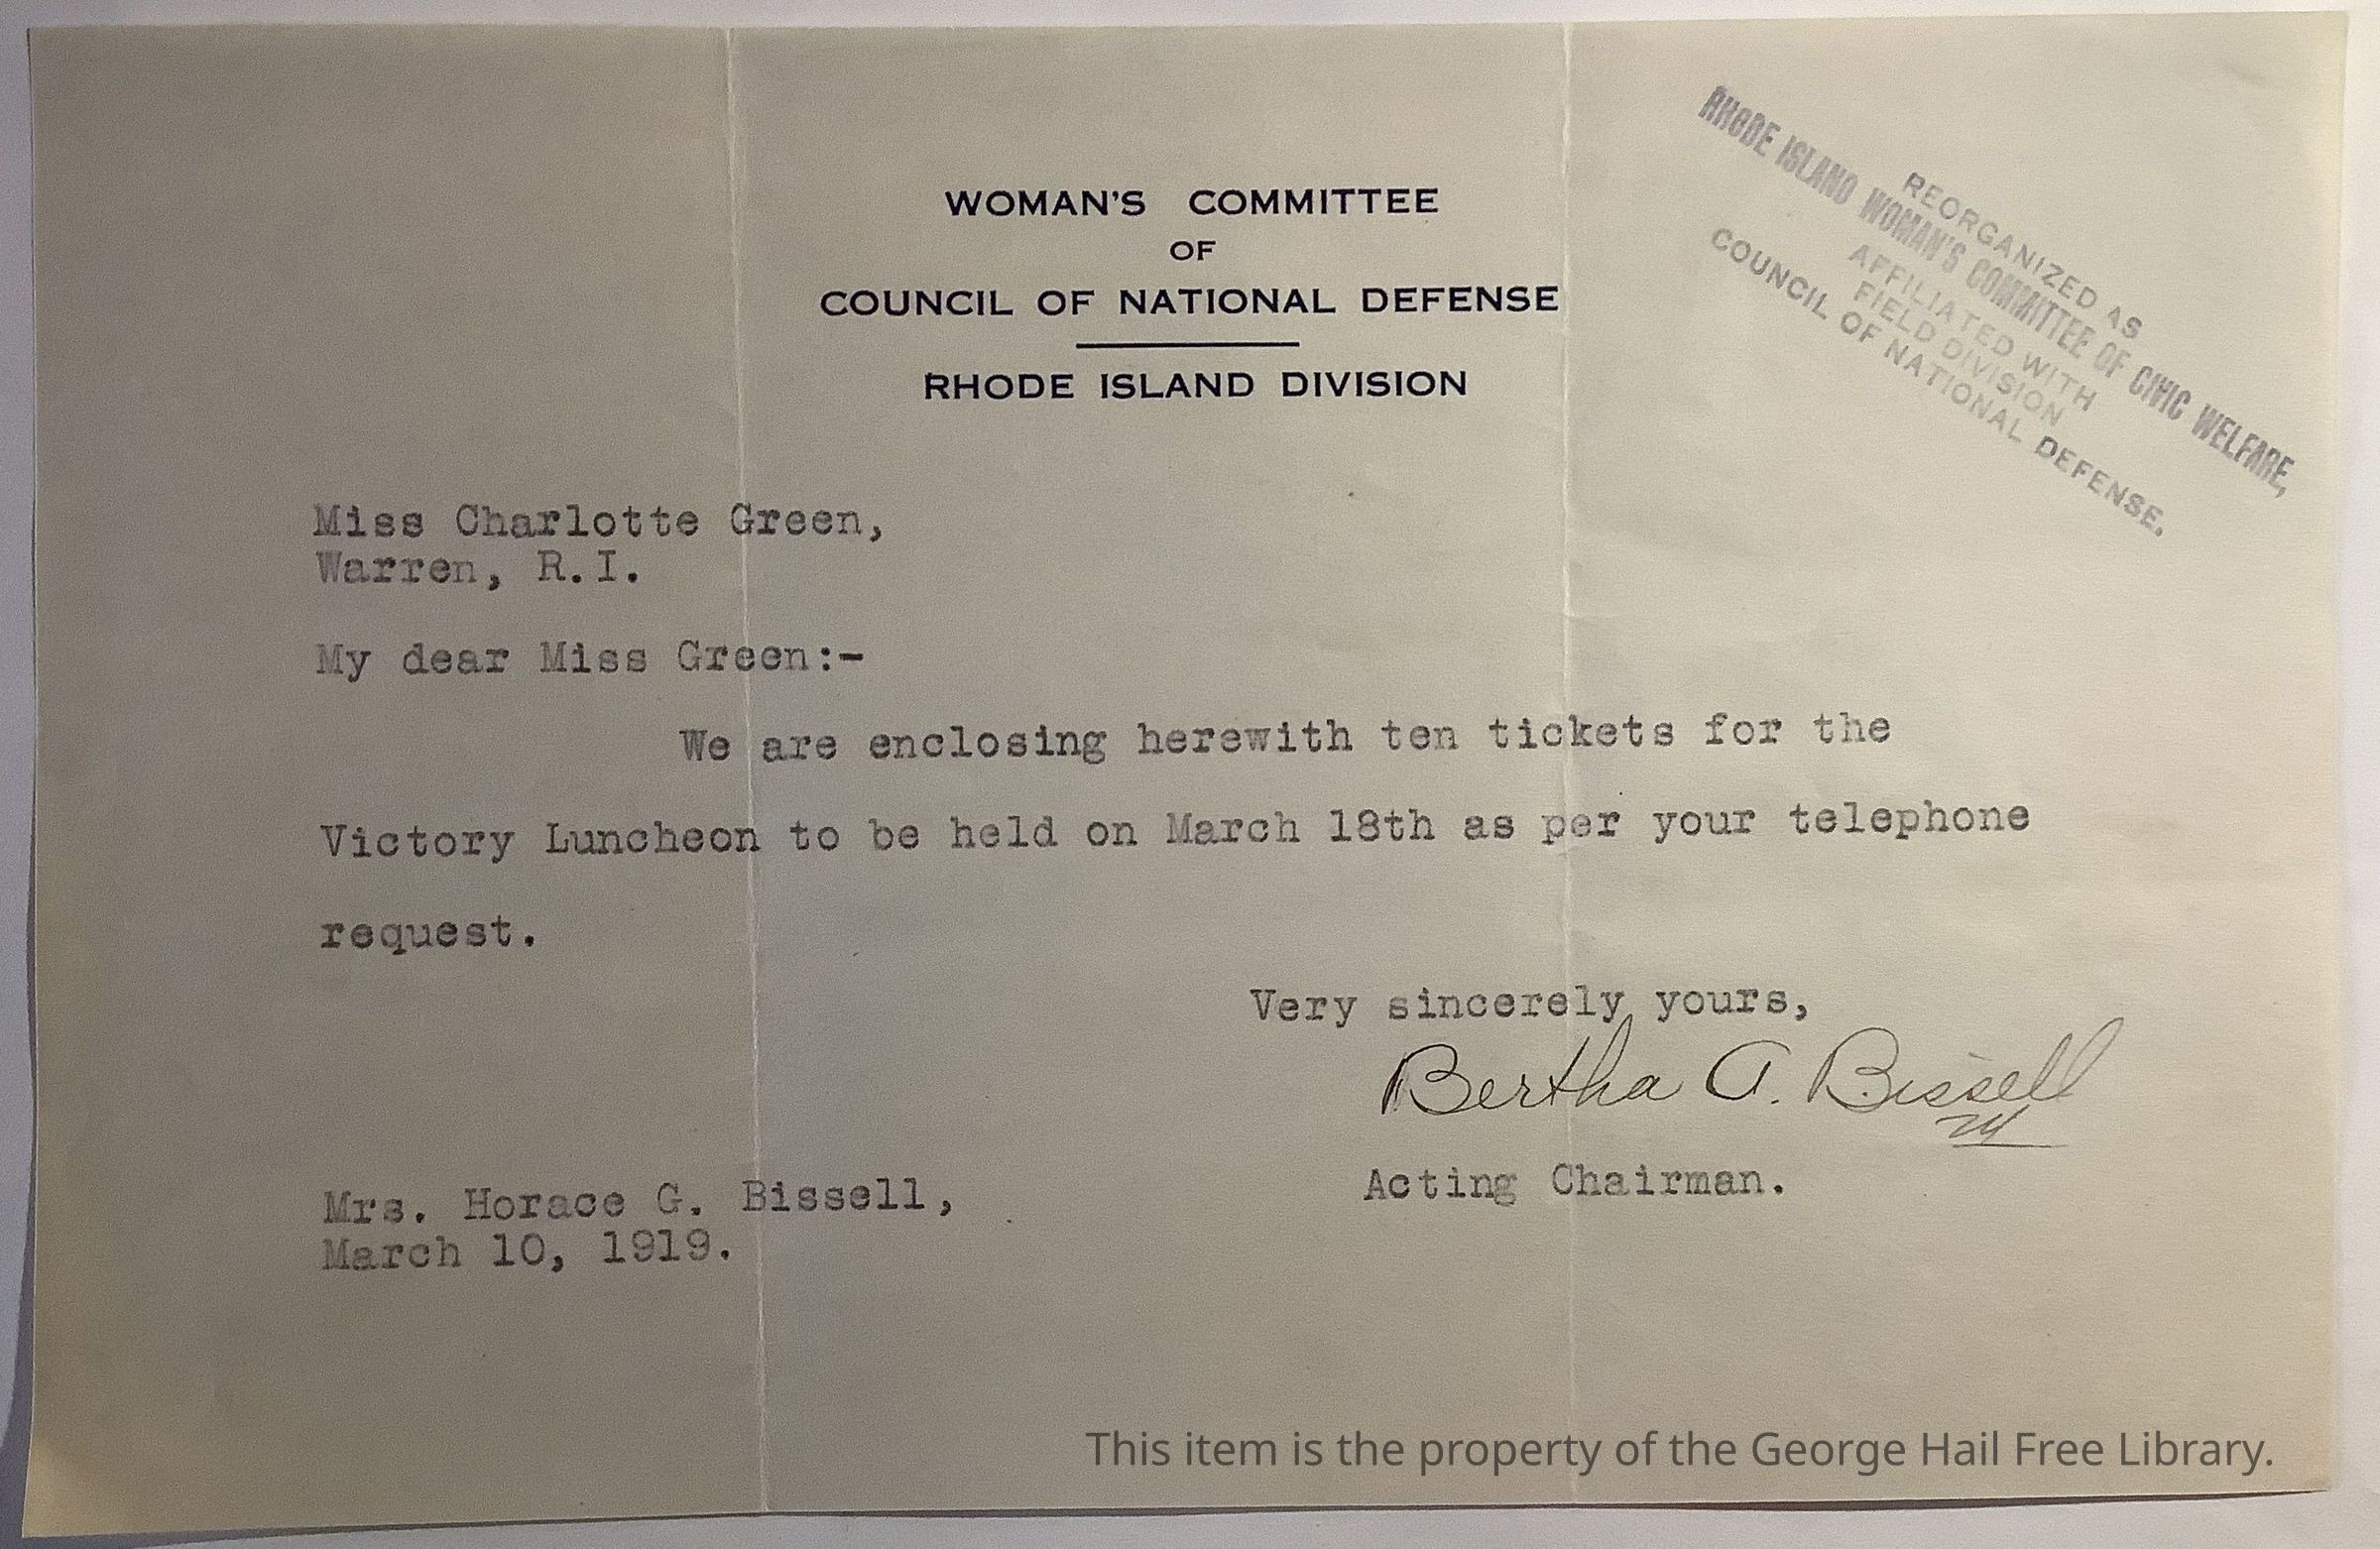 WOMAN'S COMMITTEE
OF
COUNCIL OF NATIONAL DEFENSE
RHODE ISLAND DIVISION
REORGANIZED AS
RHODE ISLAND WOMAN'S COMMITTEE OF CIVIC WELFARE,
AFFILIATED WITH
FIELD DIVISION
COUNCIL OF NATIONAL DEFENSE.
Miss Charlotte Green,
Warren, R.I.
My dear Miss Green:-
We are enclosing herewith ten tickets for the
Victory Luncheon to be held on March 18th as per your telephone
request.
Very sincerely yours,
Bertha A. Bissell
Acting Chairman.
Mrs. Horace G. Bissell,
March 10, 1919.
This item is the property of the George Hail Free Library.